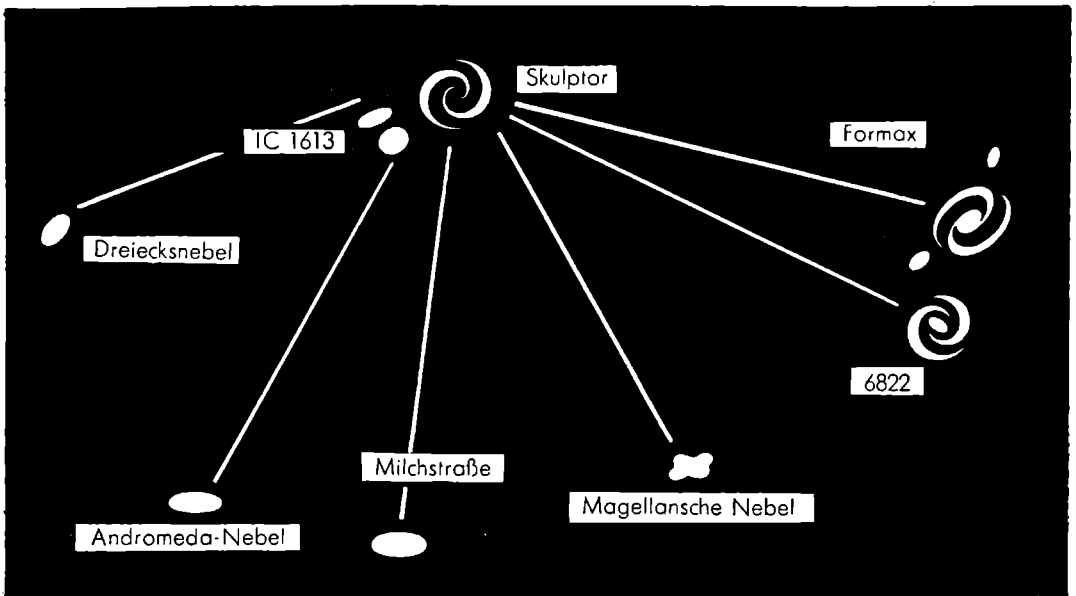 Skulptor
Formax
IC 1613
Dreiecksnebel
6822
Milchstraße
Magellansche Nebel
Andromeda-Nebel